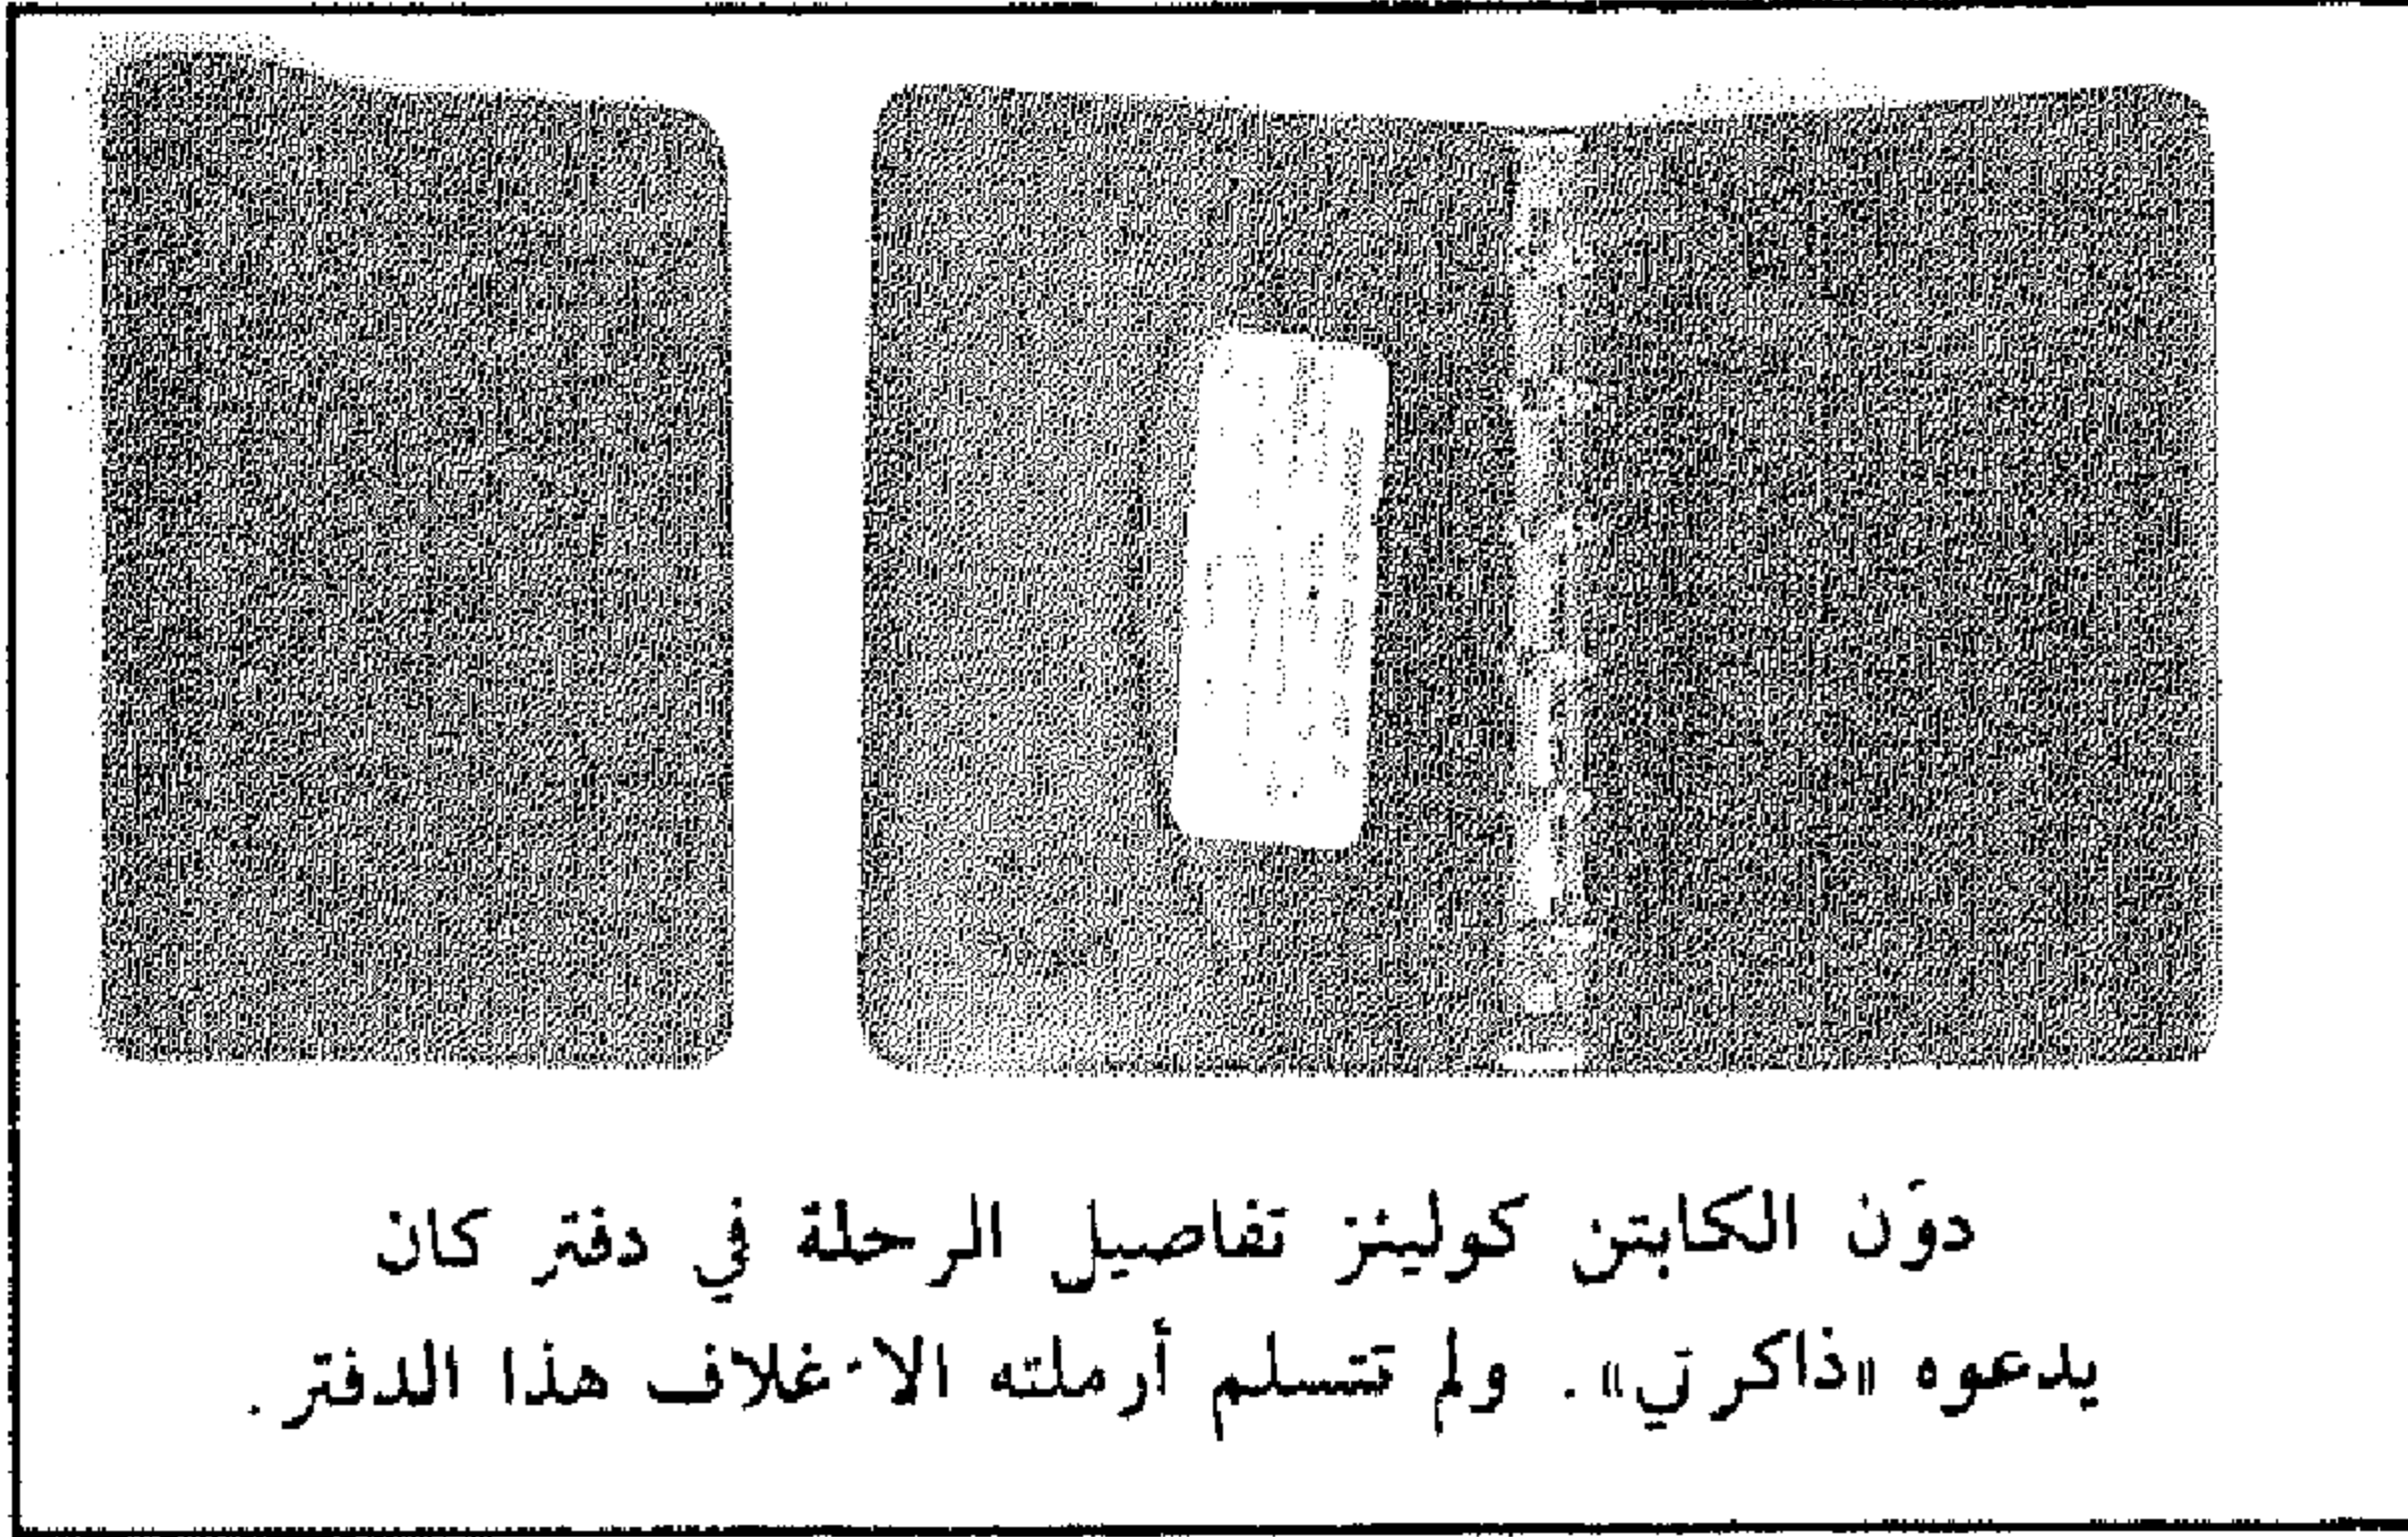 دوَن الكابتن كولينز تفاصيل الرحلة في دفتر كان
يدعوه «ذاكرتي». ولم تتسلم أرملته الا غلاف هذا الدفتر.